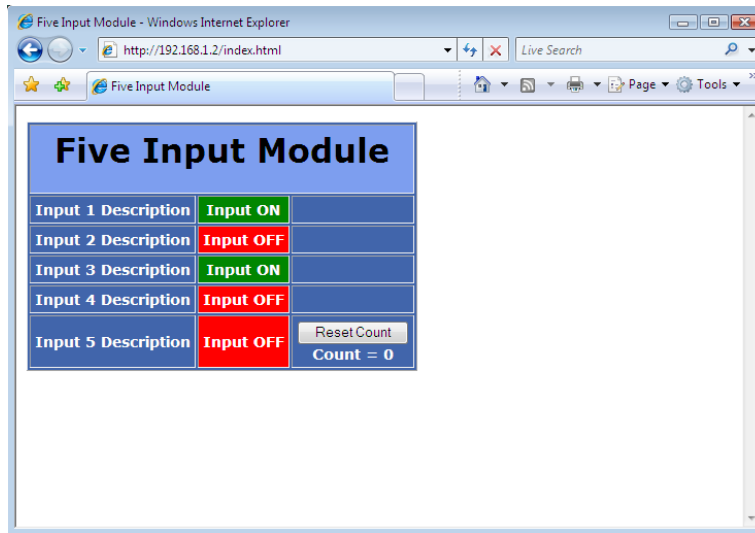 Five Input Module - Windows Internet Explorer
http://192.168.1.2/index.html
Live Search
Five Input Module
Page
Tools
Five Input Module
Input 1 Description Input ON
Input 2 Description Input OFF
Input 3 Description Input ON
Input 4 Description Input OFF
Input 5 Description Input OFF Reset Count
Count = 0